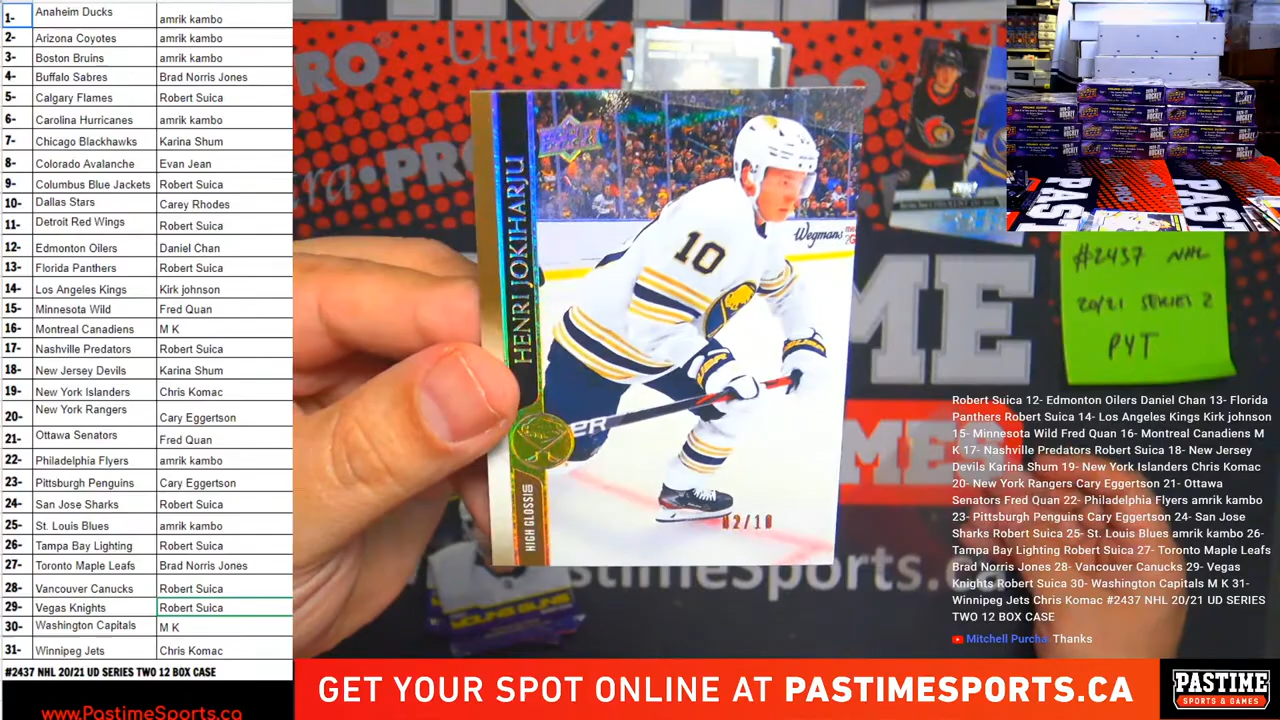 1- Anaheim Ducks amrik kambo
2- Arizona Coyotes amrik kambo
3- Boston Bruins amrik kambo
4- Buffalo Sabres Brad Norris Jones
5- Calgary Flames Robert Suica
6- Carolina Hurricanes amrik kambo
7- Chicago Blackhawks Karina Shum
8- Colorado Avalanche Evan Jean
9- Columbus Blue Jackets Robert Suica
10- Dallas Stars Carey Rhodes
11- Detroit Red Wings Robert Suica
12- Edmonton Oilers Daniel Chan
13- Florida Panthers Robert Suica
14- Los Angeles Kings Kirk johnson
15- Minnesota Wild Fred Quan
16- Montreal Canadiens M K
17- Nashville Predators Robert Suica
18- New Jersey Devils Karina Shum
19- New York Islanders Chris Komac
20- New York Rangers Cary Eggertson
21- Ottawa Senators Fred Quan
22- Philadelphia Flyers amrik kambo
23- Pittsburgh Penguins Cary Eggertson
24- San Jose Sharks Robert Suica
25- St. Louis Blues amrik kambo
26- Tampa Bay Lighting Robert Suica
27- Toronto Maple Leafs Brad Norris Jones
28- Vancouver Canucks Robert Suica
29- Vegas Knights Robert Suica
30- Washington Capitals M K
31- Winnipeg Jets Chris Komac
#2437 NHL 20/21 UD SERIES TWO 12 BOX CASE
www.PastimeSports.ca
HENRI JOKIHARJU
HIGH GLOSS
10
Wegmans
02/10
PastimeSports.ca
YOUNG GUNS
#2437 NHL
20/21 SERIES 2
PYT
Robert Suica 12- Edmonton Oilers Daniel Chan 13- Florida
Panthers Robert Suica 14- Los Angeles Kings Kirk johnson
15- Minnesota Wild Fred Quan 16- Montreal Canadiens M
K 17- Nashville Predators Robert Suica 18- New Jersey
Devils Karina Shum 19- New York Islanders Chris Komac
20- New York Rangers Cary Eggertson 21- Ottawa
Senators Fred Quan 22- Philadelphia Flyers amrik kambo
23- Pittsburgh Penguins Cary Eggertson 24- San Jose
Sharks Robert Suica 25- St. Louis Blues amrik kambo 26-
Tampa Bay Lighting Robert Suica 27- Toronto Maple Leafs
Brad Norris Jones 28- Vancouver Canucks 29- Vegas
Knights Robert Suica 30- Washington Capitals M K 31-
Winnipeg Jets Chris Komac #2437 NHL 20/21 UD SERIES
TWO 12 BOX CASE
Mitchell Purcha Thanks
GET YOUR SPOT ONLINE AT PASTIMESPORTS.CA
PASTIME
SPORTS & GAMES